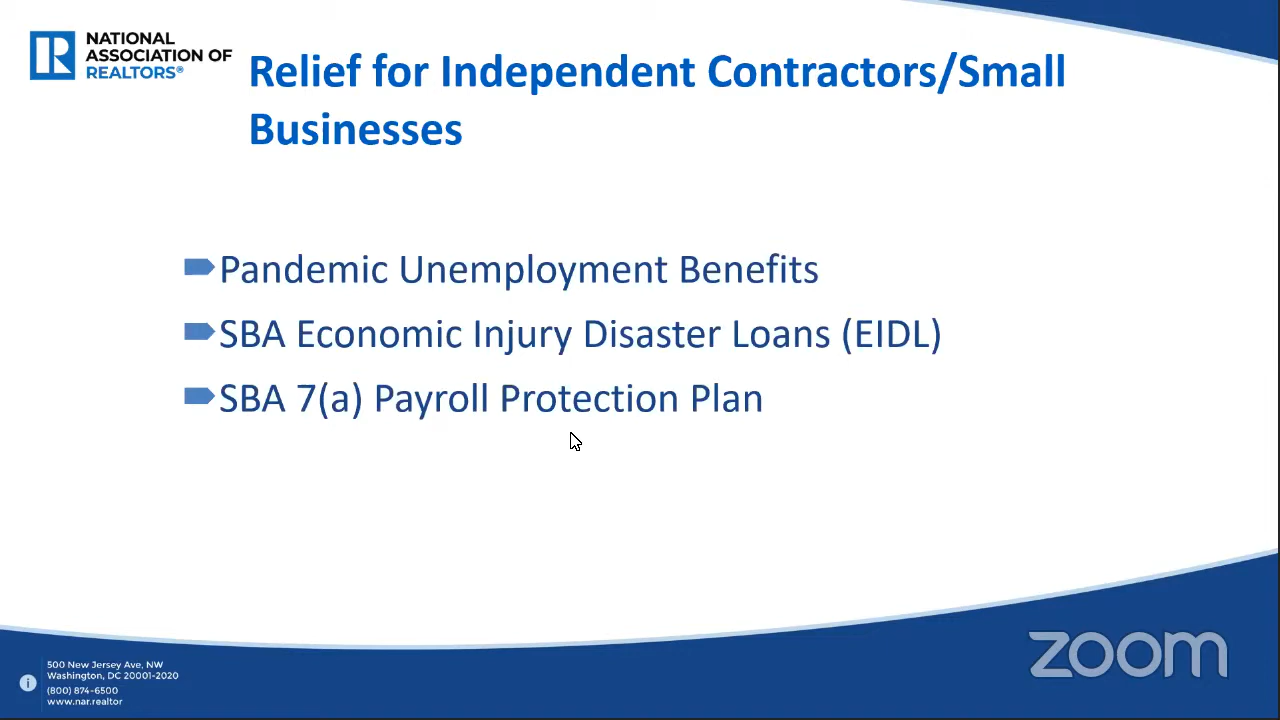 NATIONAL
ASSOCIATION OF
REALTORS®
Relief for Independent Contractors/Small
Businesses
Pandemic Unemployment Benefits
SBA Economic Injury Disaster Loans (EIDL)
SBA 7(a) Payroll Protection Plan
500 New Jersey Ave, NW
Washington, DC 20001-2020
(800) 874-6500
www.nar.realtor
zoom